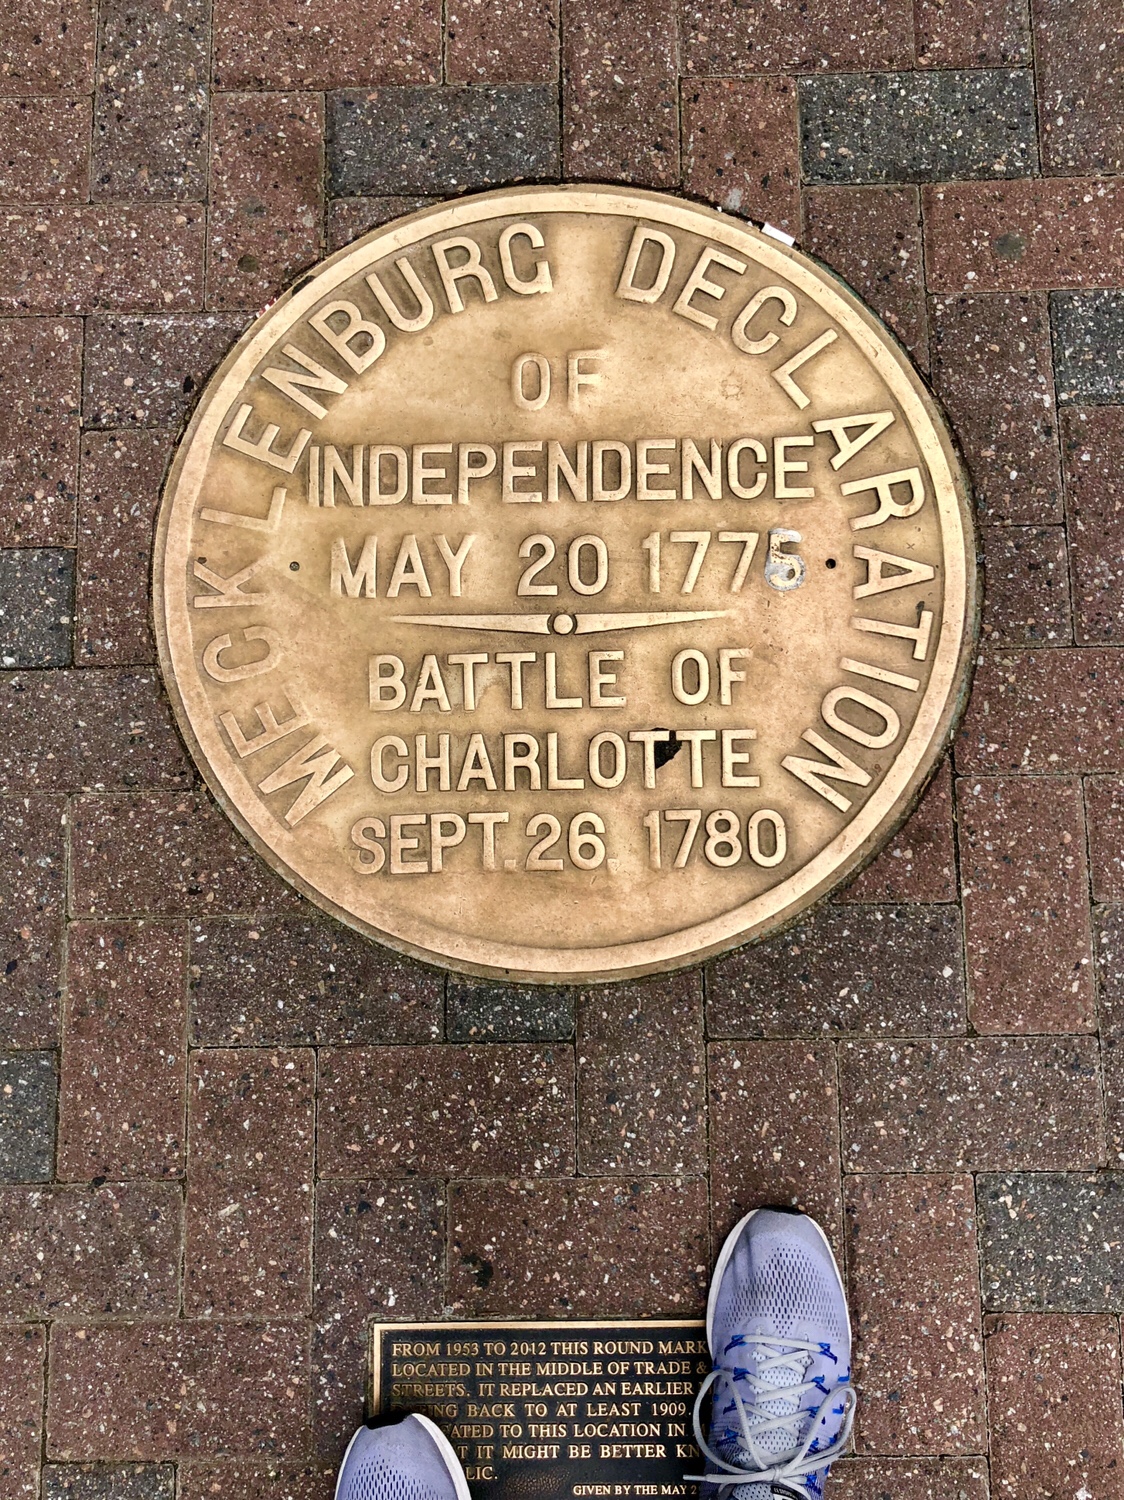 MECKLENBURG DECLARATION
OF
INDEPENDENCE
MAY 20 1775
BATTLE OF
CHARLOTTE
SEPT. 26. 1780
FROM 1953 TO 2012 THIS ROUND
LOCATED IN THE MIDDLE OF TRADE &
STREETS. IT REPLACED AN EARLIER
BACK TO AT LEAST 1909.
TO THIS LOCATION IN
IT MIGHT BE BETTER
GIVEN BY THE MAY